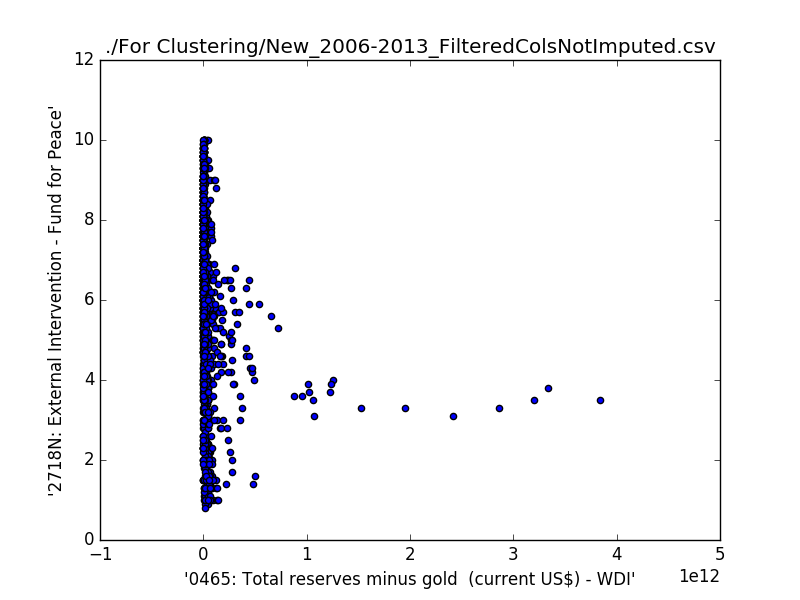 ./For Clustering/New_2006-2013_FilteredColsNotImputed.csv
12
10
8
6
4
2
0
'2718N: External Intervention - Fund for Peace'
−1 0 1 2 3 4 5
1e12
'0465: Total reserves minus gold  (current US$) - WDI'